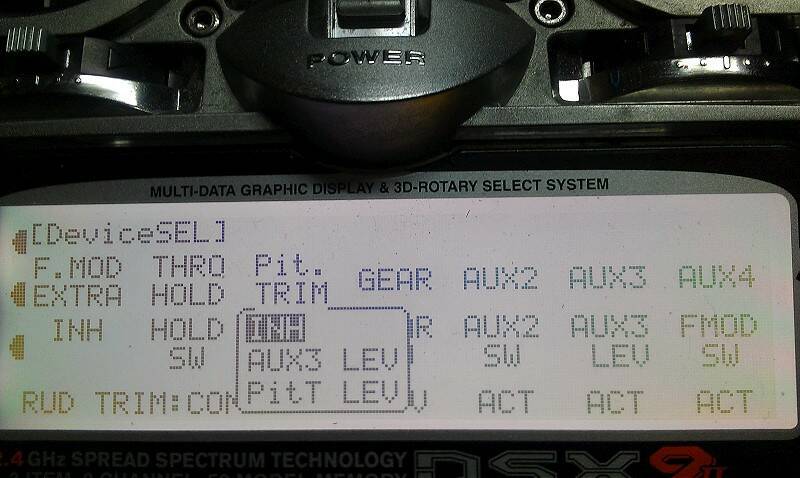 POWER
MULTI-DATA GRAPHIC DISPLAY & 3D-ROTARY SELECT SYSTEM
[DeviceSEL]
F.MOD THRO Pit. GEAR AUX2 AUX3 AUX4
EXTRA HOLD TRIM
INH HOLD INH AUX2 AUX3 FMOD
SW AUX3 LEV SW LEV SW
PitT LEV
RUD TRIM:CON ACT ACT ACT
2.4 GHz SPREAD SPECTRUM TECHNOLOGY
DSX9II